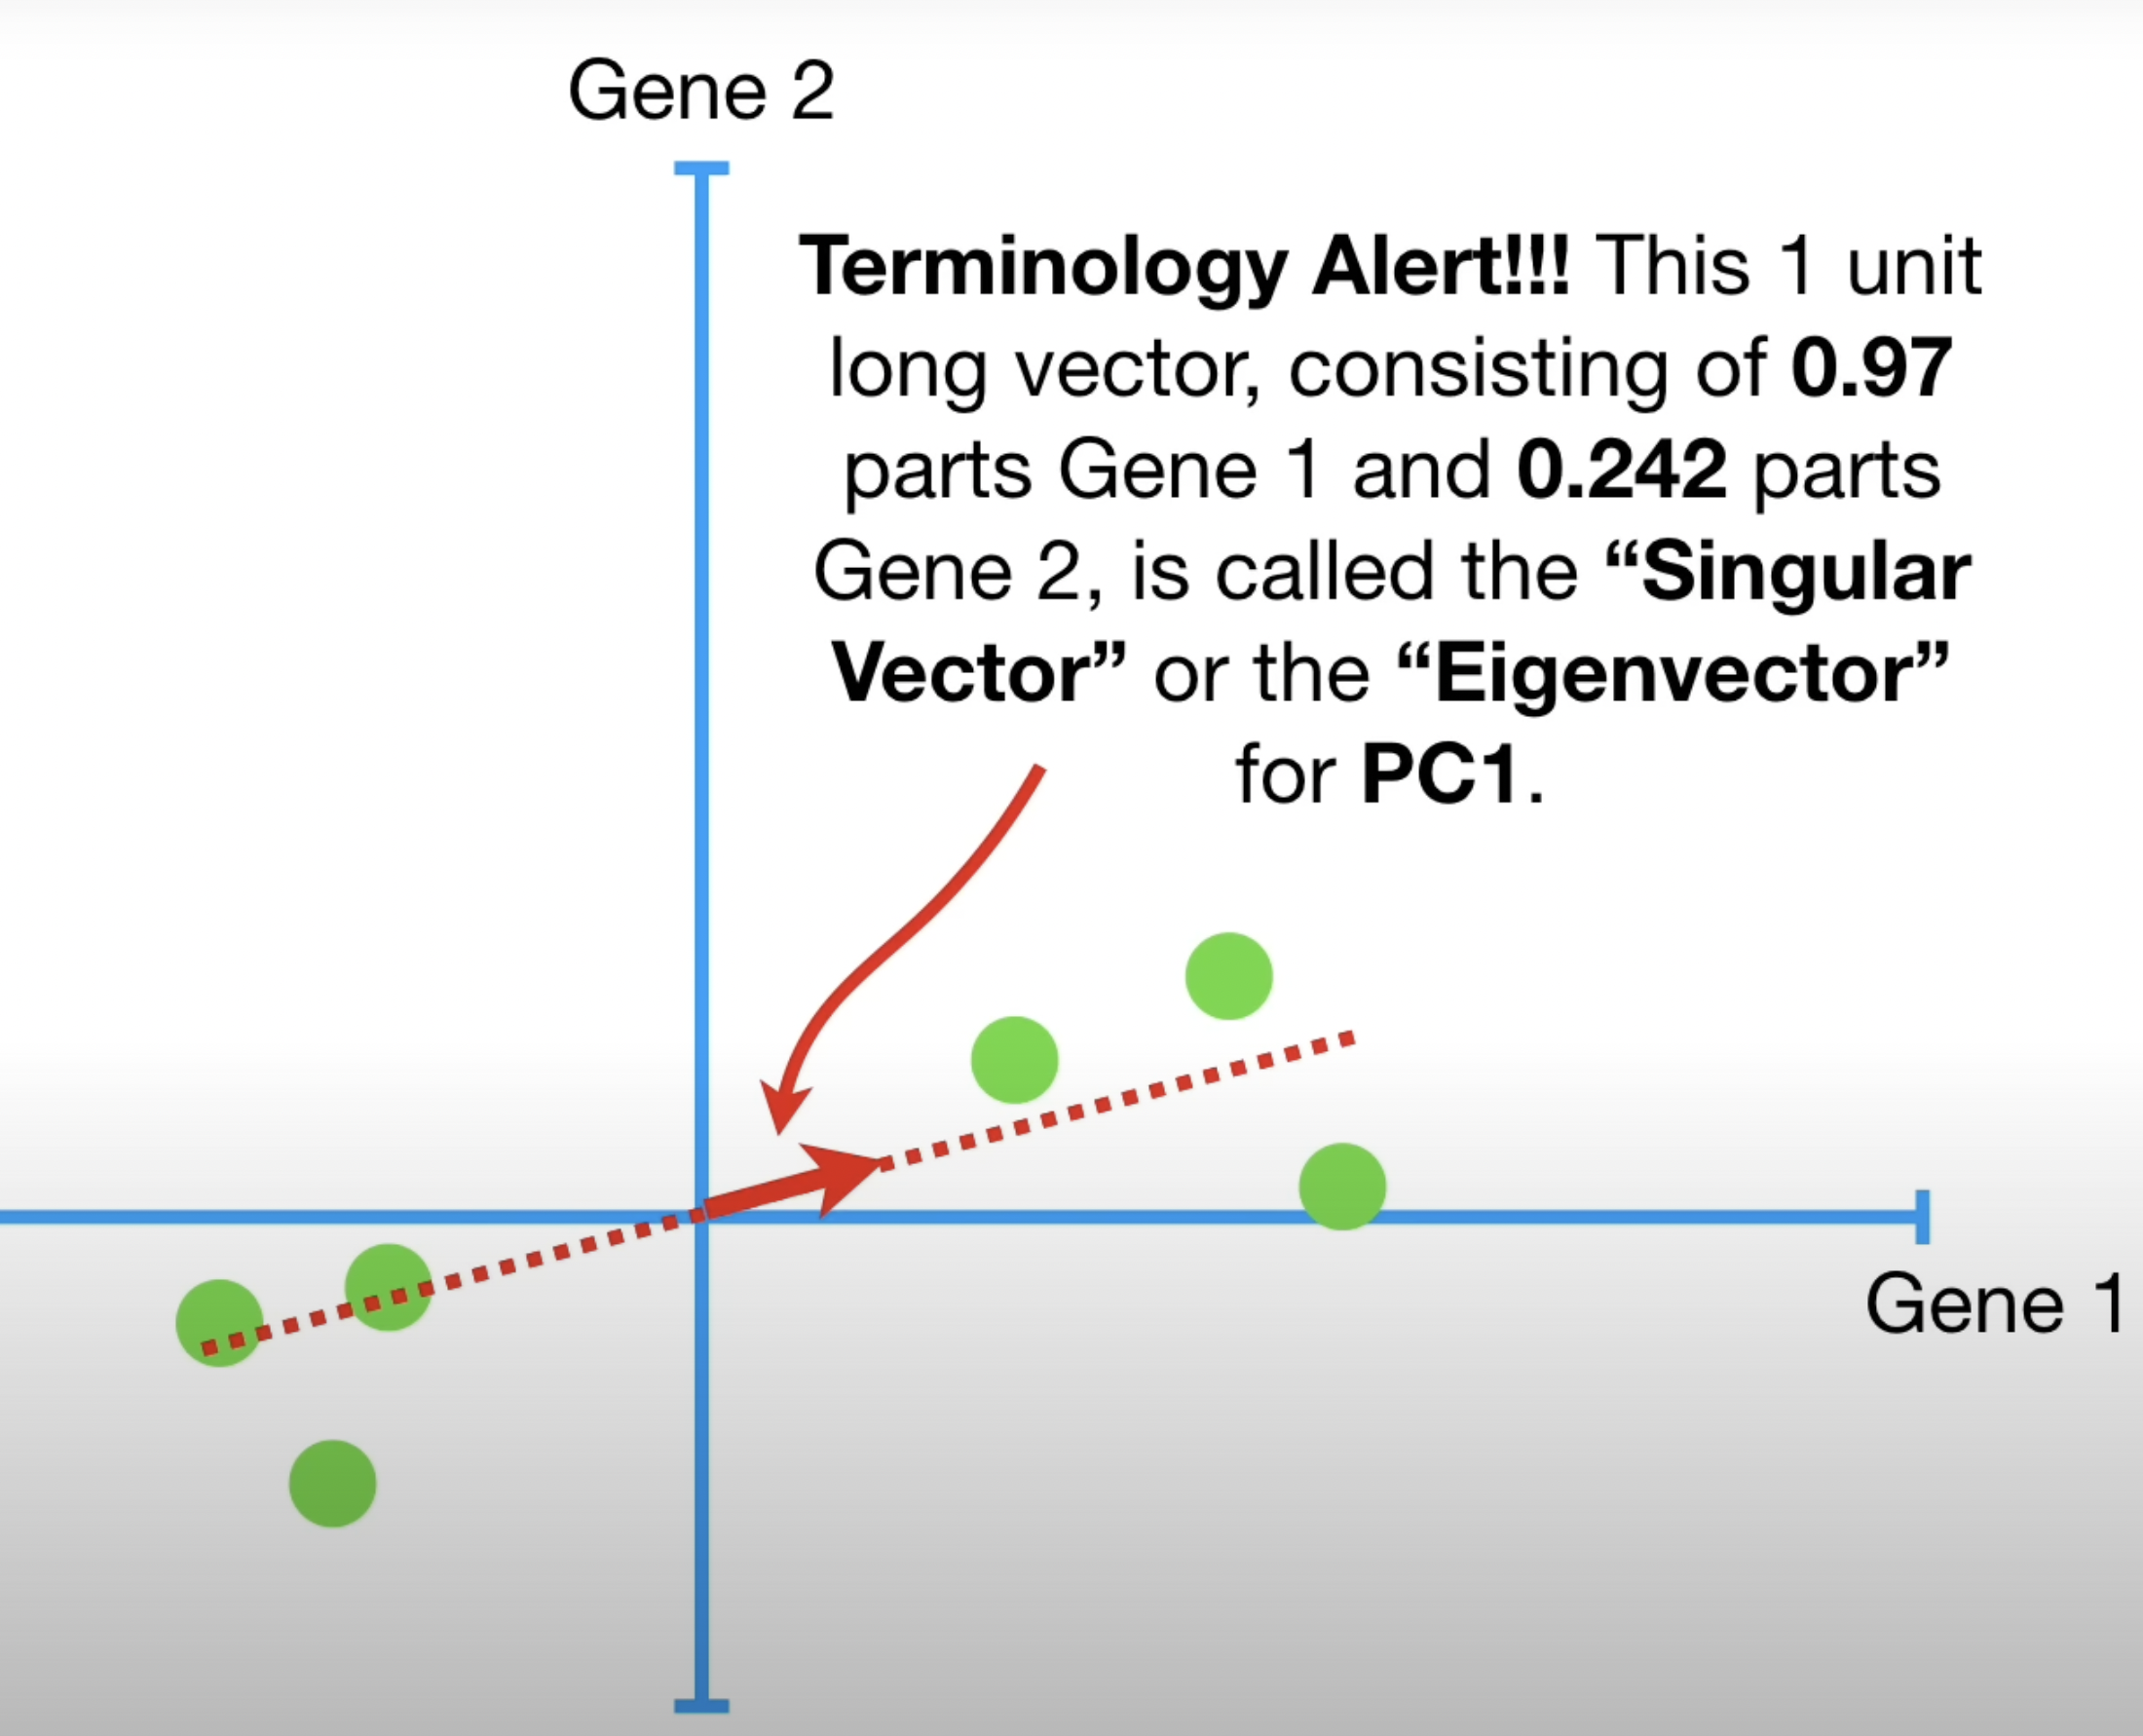 Gene 2
Terminology Alert!!! This 1 unit
long vector, consisting of 0.97
parts Gene 1 and 0.242 parts
Gene 2, is called the “Singular
Vector” or the “Eigenvector”
for PC1.
Gene 1